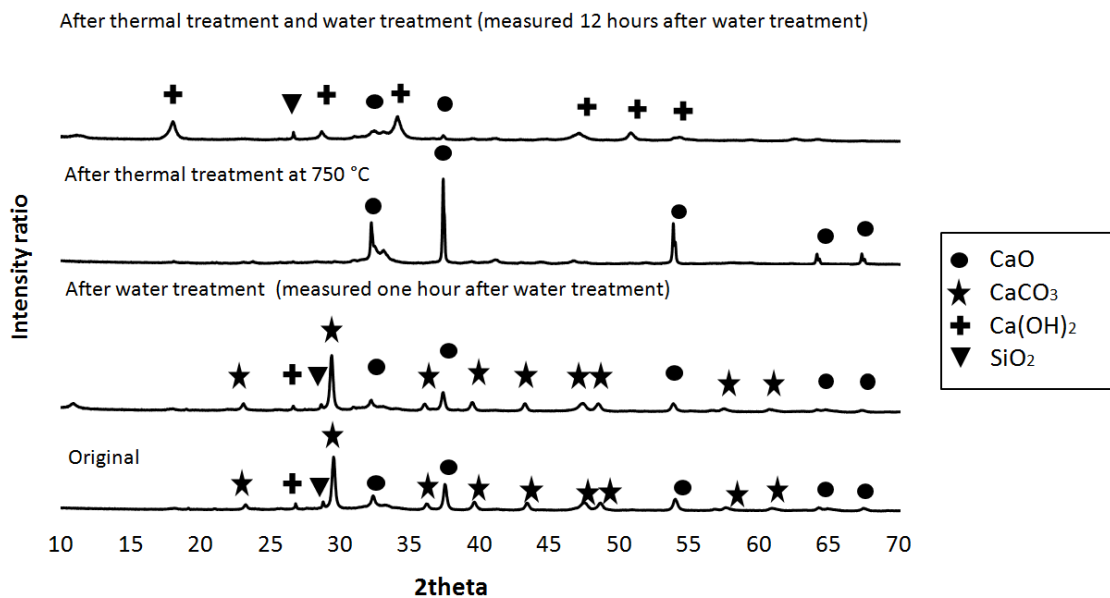 After thermal treatment and water treatment (measured 12 hours after water treatment)
After thermal treatment at 750 °C
After water treatment (measured one hour after water treatment)
Original
Intensity ratio
10 15 20 25 30 35 40 45 50 55 60 65 70
2theta
CaO
CaCO₃
Ca(OH)₂
SiO₂